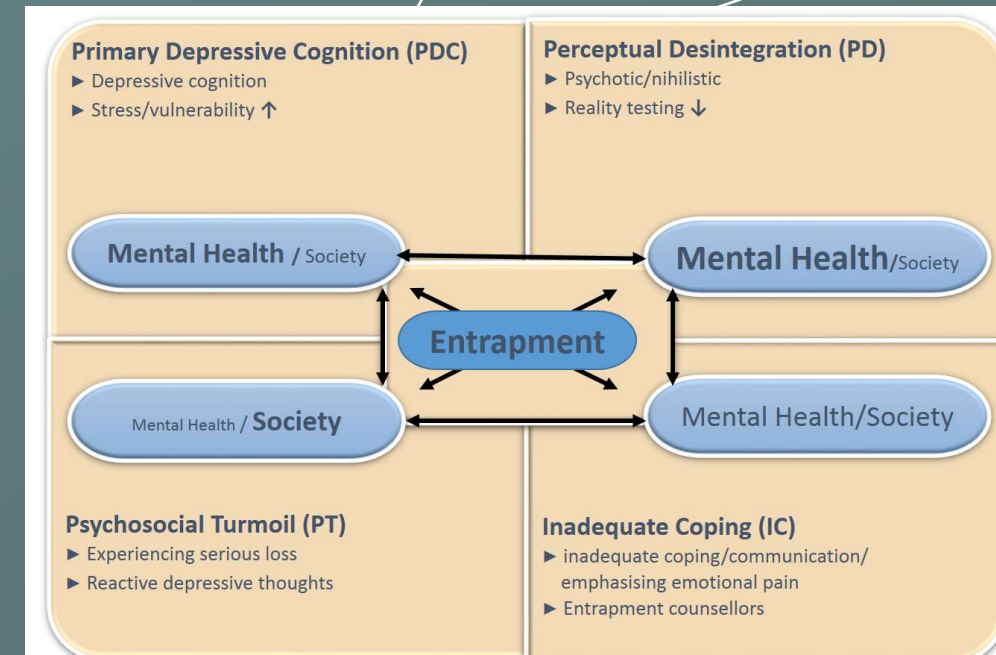 Primary Depressive Cognition (PDC)
► Depressive cognition
► Stress/vulnerability ↑
Perceptual Desintegration (PD)
► Psychotic/nihilistic
► Reality testing ↓
Mental Health / Society
Mental Health/Society
Entrapment
Mental Health / Society
Mental Health/Society
Psychosocial Turmoil (PT)
► Experiencing serious loss
► Reactive depressive thoughts
Inadequate Coping (IC)
► inadequate coping/communication/
emphasising emotional pain
► Entrapment counsellors